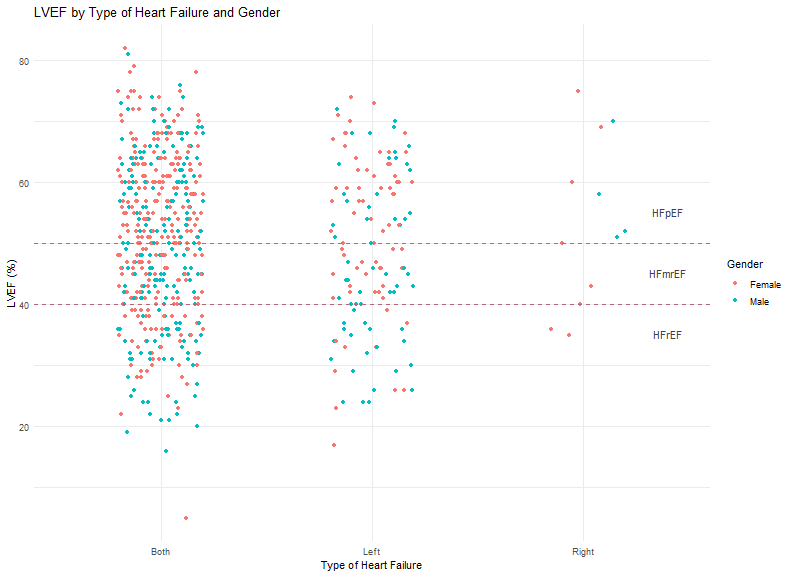 LVEF by Type of Heart Failure and Gender
80
60
40
20
LVEF (%)
HFpEF
HFmrEF
HFrEF
Gender
Female
Male
Both
Left
Right
Type of Heart Failure